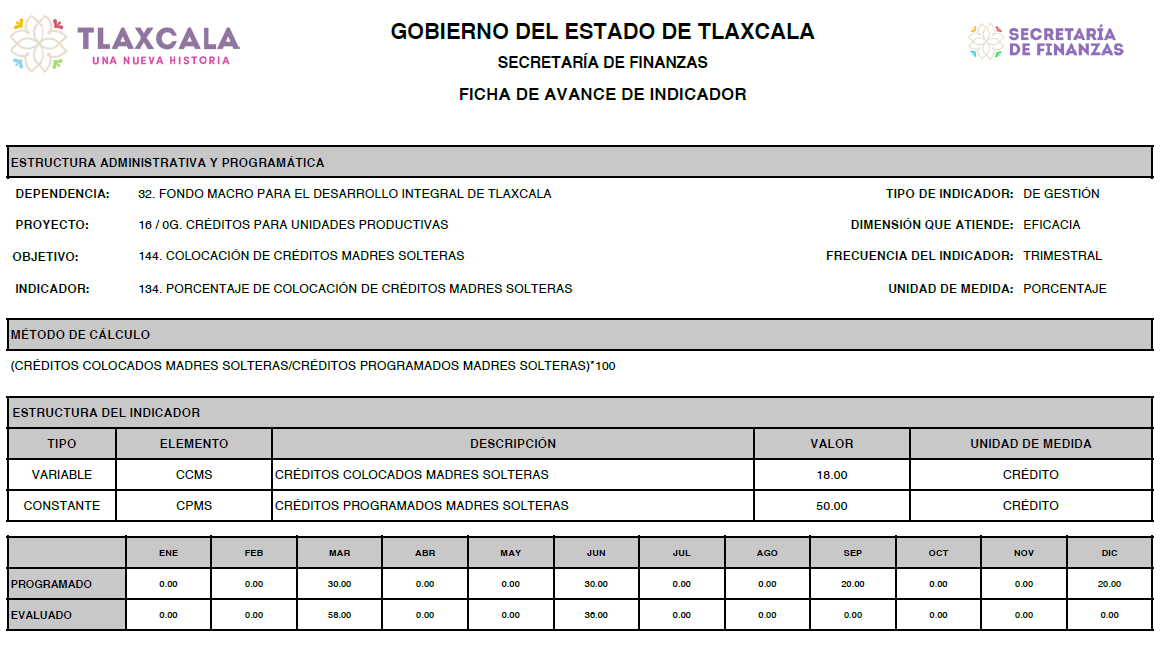 TLAXCALA
UNA NUEVA HISTORIA
GOBIERNO DEL ESTADO DE TLAXCALA
SECRETARÍA DE FINANZAS
FICHA DE AVANCE DE INDICADOR
SECRETARÍA
DE FINANZAS
ESTRUCTURA ADMINISTRATIVA Y PROGRAMÁTICA
DEPENDENCIA: 32. FONDO MACRO PARA EL DESARROLLO INTEGRAL DE TLAXCALA TIPO DE INDICADOR: DE GESTIÓN
PROYECTO: 16 / 0G. CRÉDITOS PARA UNIDADES PRODUCTIVAS DIMENSIÓN QUE ATIENDE: EFICACIA
OBJETIVO: 144. COLOCACIÓN DE CRÉDITOS MADRES SOLTERAS FRECUENCIA DEL INDICADOR: TRIMESTRAL
INDICADOR: 134. PORCENTAJE DE COLOCACIÓN DE CRÉDITOS MADRES SOLTERAS UNIDAD DE MEDIDA: PORCENTAJE
MÉTODO DE CÁLCULO
(CRÉDITOS COLOCADOS MADRES SOLTERAS/CRÉDITOS PROGRAMADOS MADRES SOLTERAS)*100
ESTRUCTURA DEL INDICADOR
TIPO ELEMENTO DESCRIPCIÓN VALOR UNIDAD DE MEDIDA
VARIABLE CCMS CRÉDITOS COLOCADOS MADRES SOLTERAS 18.00 CRÉDITO
CONSTANTE CPMS CRÉDITOS PROGRAMADOS MADRES SOLTERAS 50.00 CRÉDITO
ENE FEB MAR ABR MAY JUN JUL AGO SEP OCT NOV DIC
PROGRAMADO 0.00 0.00 30.00 0.00 0.00 30.00 0.00 0.00 20.00 0.00 0.00 20.00
EVALUADO 0.00 0.00 58.00 0.00 0.00 36.00 0.00 0.00 0.00 0.00 0.00 0.00